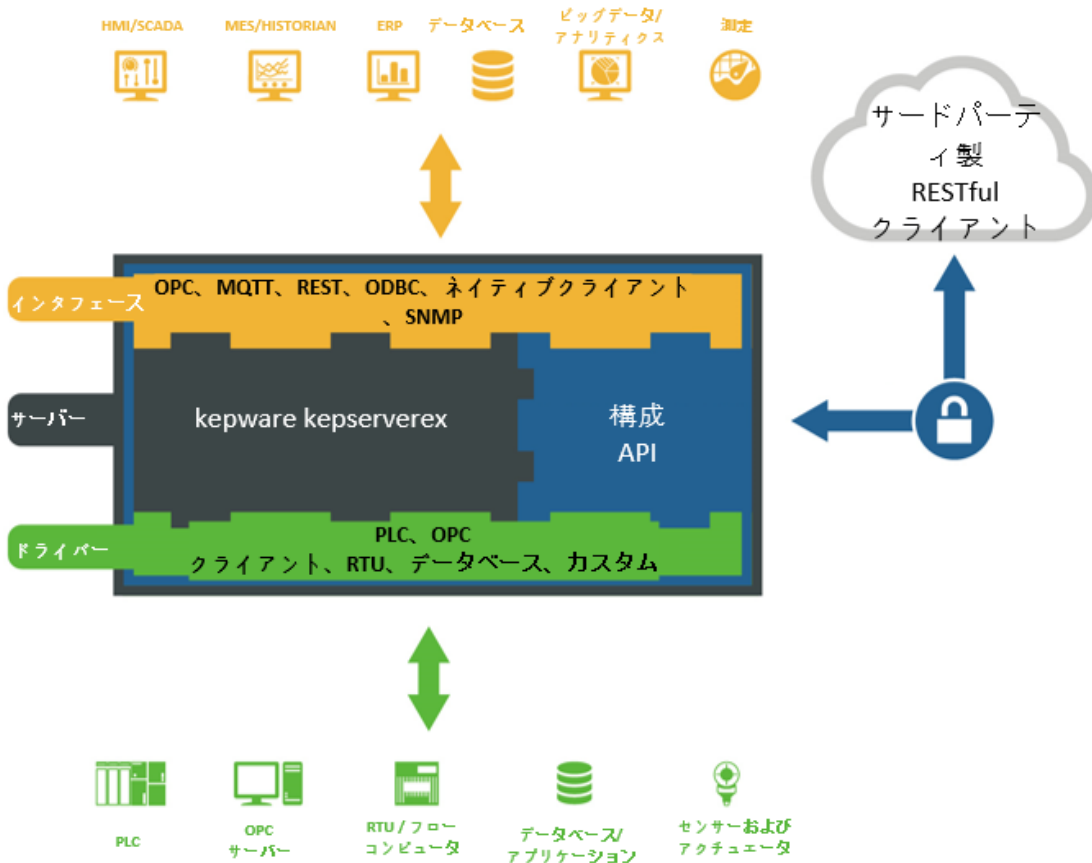 HMI/SCADA
MES/HISTORIAN
ERP
データベース
ビッグデータ/
アナリティクス
測定
サードパーテ
ィ製
RESTful
クライアント
インタフェース
OPC、MQTT、REST、ODBC、ネイティブクライアント
、SNMP
サーバー
kepware kepserverex
構成
API
ドライバー
PLC、OPC
クライアント、RTU、データベース、カスタム
PLC
OPC
サーバー
RTU / フロー
コンピュータ
データベース/
アプリケーション
センサーおよび
アクチュエータ